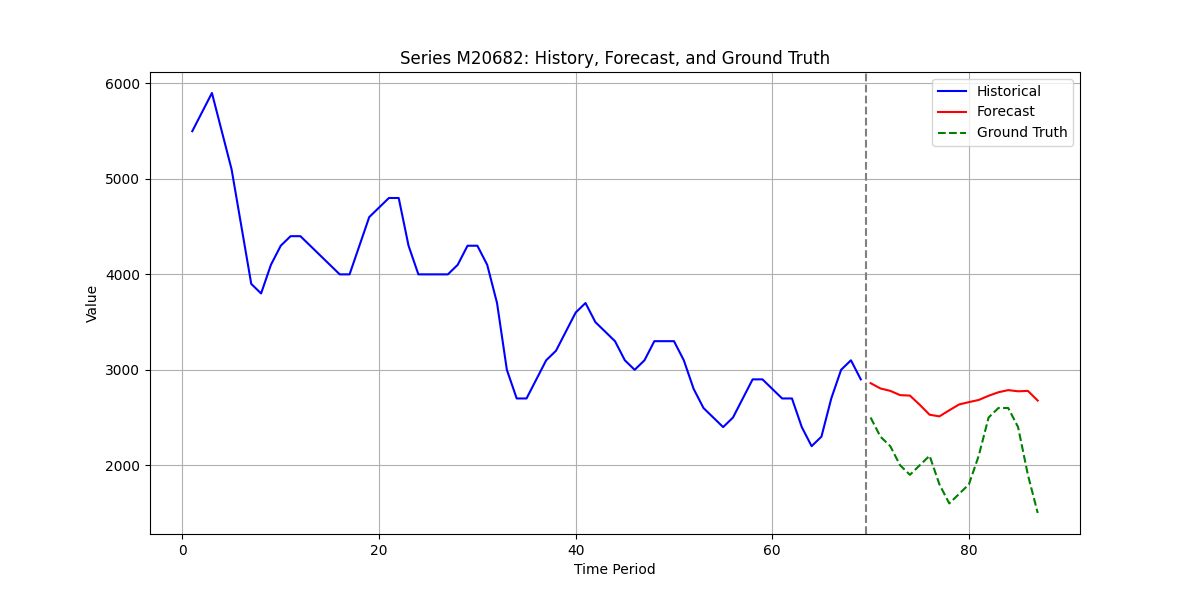 Series M20682: History, Forecast, and Ground Truth
Historical
Forecast
Ground Truth
6000
5000
4000
3000
2000
Value
0 20 40 60 80
Time Period